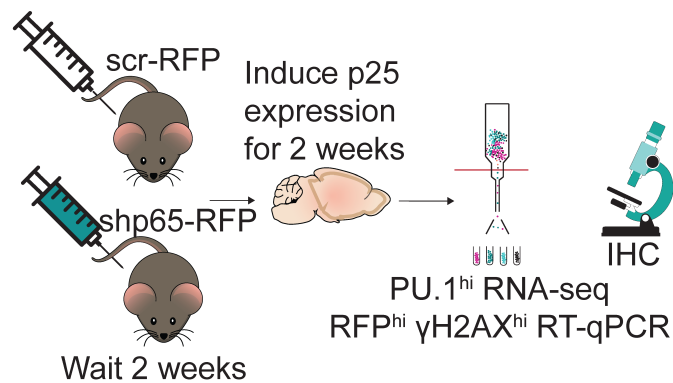 scr-RFP
shp65-RFP
Wait 2 weeks
Induce p25
expression
for 2 weeks
PU.1hi RNA-seq
RFPhi γH2AXhi RT-qPCR
IHC